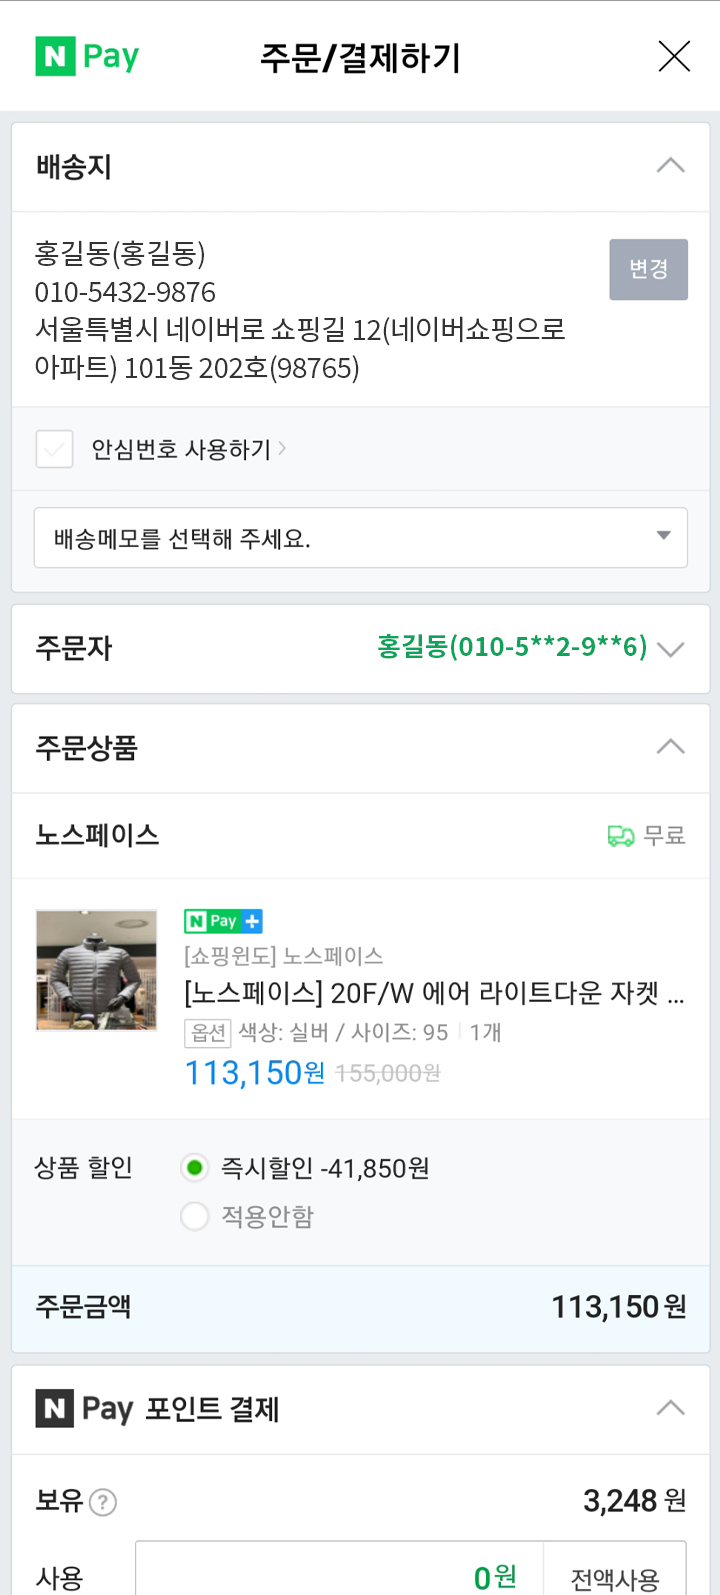 N Pay 주문/결제하기
배송지
홍길동(홍길동)
변경
010-5432-9876
서울특별시 네이버로 쇼핑길 12(네이버쇼핑으로
아파트) 101동 202호(98765)
안심번호 사용하기
배송메모를 선택해 주세요.
주문자 홍길동(010-5**2-9**6)
주문상품
노스페이스 무료
N Pay +
[쇼핑윈도] 노스페이스
[노스페이스] 20F/W 에어 라이트다운 자켓 ...
옵션 색상: 실버 / 사이즈: 95 | 1개
113,150원 155,000원
상품 할인 즉시할인 -41,850원
적용안함
주문금액 113,150원
N Pay 포인트 결제
보유 ? 3,248 원
사용 0원 전액사용